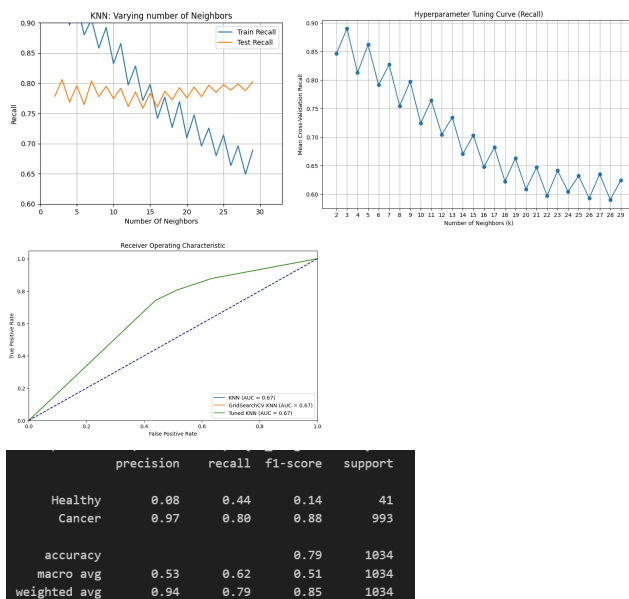 KNN: Varying number of Neighbors
0.90
0.85
0.80
0.75
0.70
0.65
0.60
Recall
Train Recall
Test Recall
0 5 10 15 20 25 30
Number Of Neighbors
Hyperparameter Tuning Curve (Recall)
0.90
0.85
0.80
0.75
0.70
0.65
0.60
Mean Cross-Validation Recall
2 3 4 5 6 7 8 9 10 11 12 13 14 15 16 17 18 19 20 21 22 23 24 25 26 27 28 29
Number of Neighbors (k)
Receiver Operating Characteristic
1.0
0.8
0.6
0.4
0.2
0.0
True Positive Rate
KNN (AUC = 0.67)
GridSearchCV KNN (AUC = 0.67)
Tuned KNN (AUC = 0.67)
0.0 0.2 0.4 0.6 0.8 1.0
False Positive Rate
precision recall f1-score support
Healthy 0.08 0.44 0.14 41
Cancer 0.97 0.80 0.88 993
accuracy 0.79 1034
macro avg 0.53 0.62 0.51 1034
weighted avg 0.94 0.79 0.85 1034